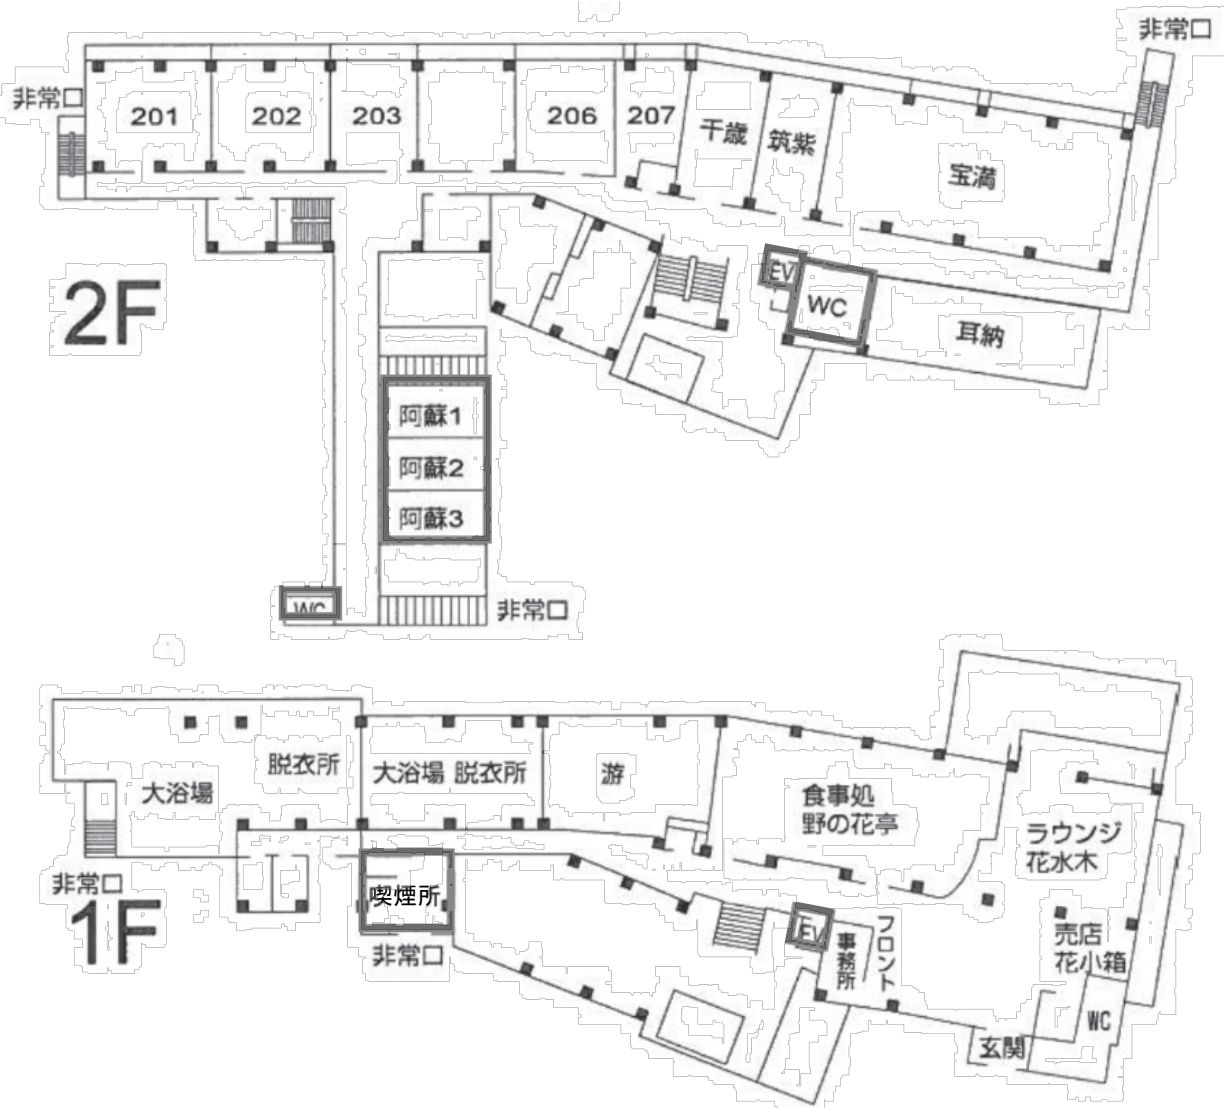 非常口
非常口
201
202
203
206
207
千歳
筑紫
宝満
2F
EV
WC
耳納
阿蘇1
阿蘇2
阿蘇3
WC
非常口
脱衣所
大浴場
大浴場 脱衣所
游
食事処
野の花亭
ラウンジ
花水木
非常口
1F
喫煙所
非常口
EV
事務所
フロント
売店
花小箱
WC
玄関